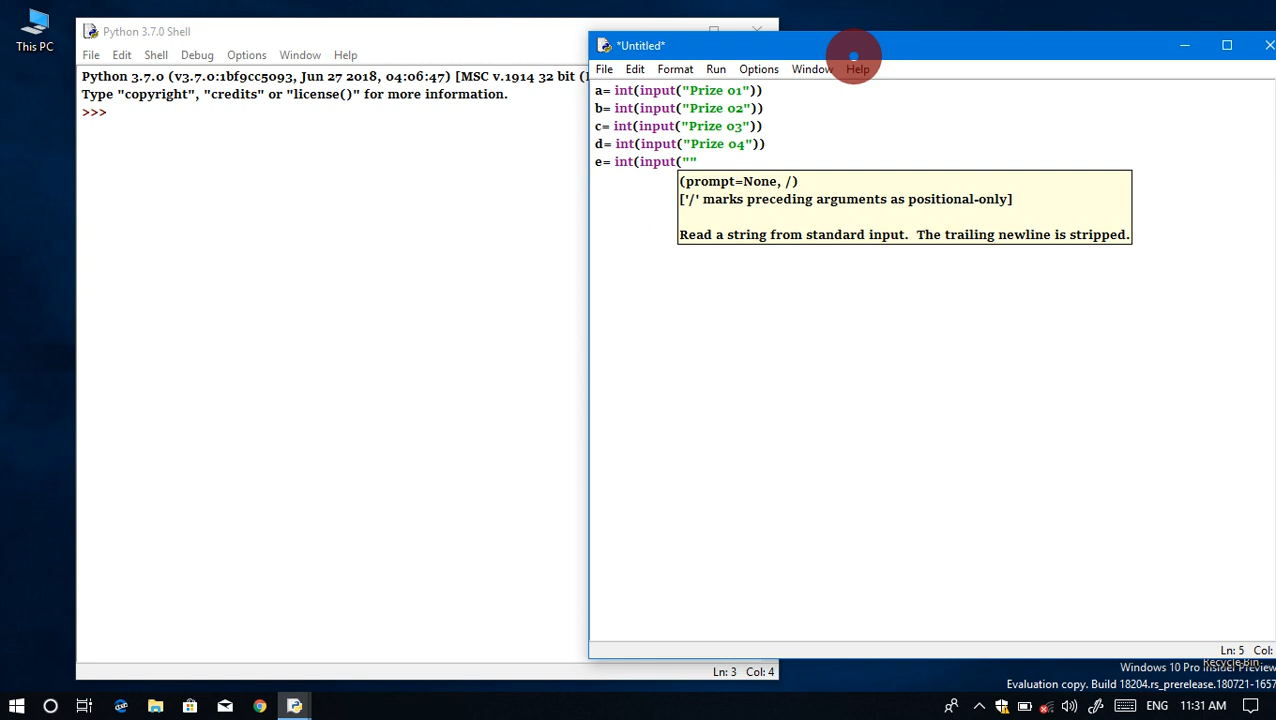 This PC
Python 3.7.0 Shell
File Edit Shell Debug Options Window Help
Python 3.7.0 (v3.7.0:1bf9cc5093, Jun 27 2018, 04:06:47) [MSC v.1914 32 bit (
Type "copyright", "credits" or "license()" for more information.
>>>
Ln: 3 Col: 4
*Untitled*
File Edit Format Run Options Window Help
a= int(input("Prize 01"))
b= int(input("Prize 02"))
c= int(input("Prize 03"))
d= int(input("Prize 04"))
e= int(input(""
(prompt=None, /)
['/' marks preceding arguments as positional-only]
Read a string from standard input.  The trailing newline is stripped.
Ln: 5 Col:
Recycle Bin
Windows 10 Pro Insider Preview
Evaluation copy. Build 18204.rs_prerelease.180721-1657
ENG 11:31 AM